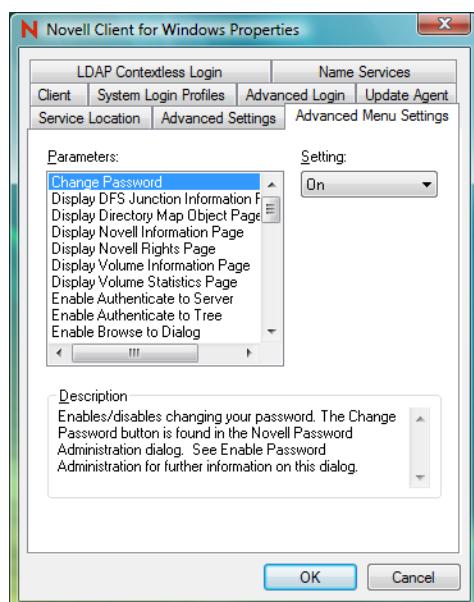 Novell Client for Windows Properties
LDAP Contextless Login
Name Services
Client
System Login Profiles
Advanced Login
Update Agent
Service Location
Advanced Settings
Advanced Menu Settings
Parameters:
Setting:
Change Password
On
Display DFS Junction Information
Display Directory Map Object Page
Display Novell Information Page
Display Novell Rights Page
Display Volume Information Page
Display Volume Statistics Page
Enable Authenticate to Server
Enable Authenticate to Tree
Enable Browse to Dialog
Description
Enables/disables changing your password. The Change
Password button is found in the Novell Password
Administration dialog. See Enable Password
Administration for further information on this dialog.
OK
Cancel